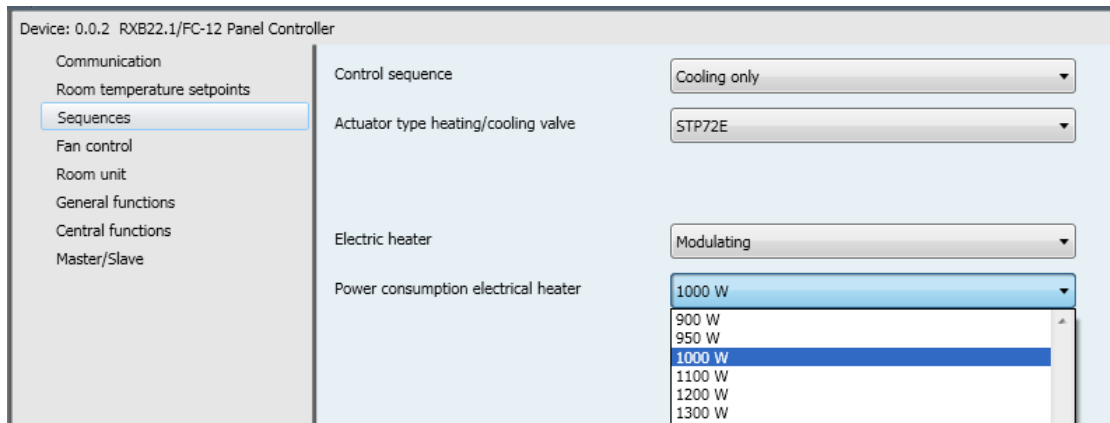 Device: 0.0.2 RXB22.1/FC-12 Panel Controller
Communication
Room temperature setpoints
Sequences
Fan control
Room unit
General functions
Central functions
Master/Slave
Control sequence
Cooling only
Actuator type heating/cooling valve
STP72E
Electric heater
Modulating
Power consumption electrical heater
1000 W
900 W
950 W
1000 W
1100 W
1200 W
1300 W